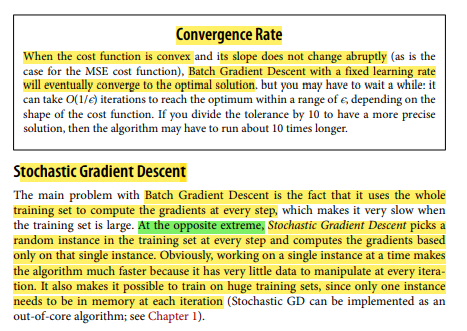 Convergence Rate
When the cost function is convex and its slope does not change abruptly (as is the
case for the MSE cost function), Batch Gradient Descent with a fixed learning rate
will eventually converge to the optimal solution. but you may have to wait a while: it
can take O(1/ϵ) iterations to reach the optimum within a range of ϵ, depending on the
shape of the cost function. If you divide the tolerance by 10 to have a more precise
solution, then the algorithm may have to run about 10 times longer.
Stochastic Gradient Descent
The main problem with Batch Gradient Descent is the fact that it uses the whole
training set to compute the gradients at every step, which makes it very slow when
the training set is large. At the opposite extreme, Stochastic Gradient Descent picks a
random instance in the training set at every step and computes the gradients based
only on that single instance. Obviously, working on a single instance at a time makes
the algorithm much faster because it has very little data to manipulate at every itera-
tion. It also makes it possible to train on huge training sets, since only one instance
needs to be in memory at each iteration (Stochastic GD can be implemented as an
out-of-core algorithm; see Chapter 1).